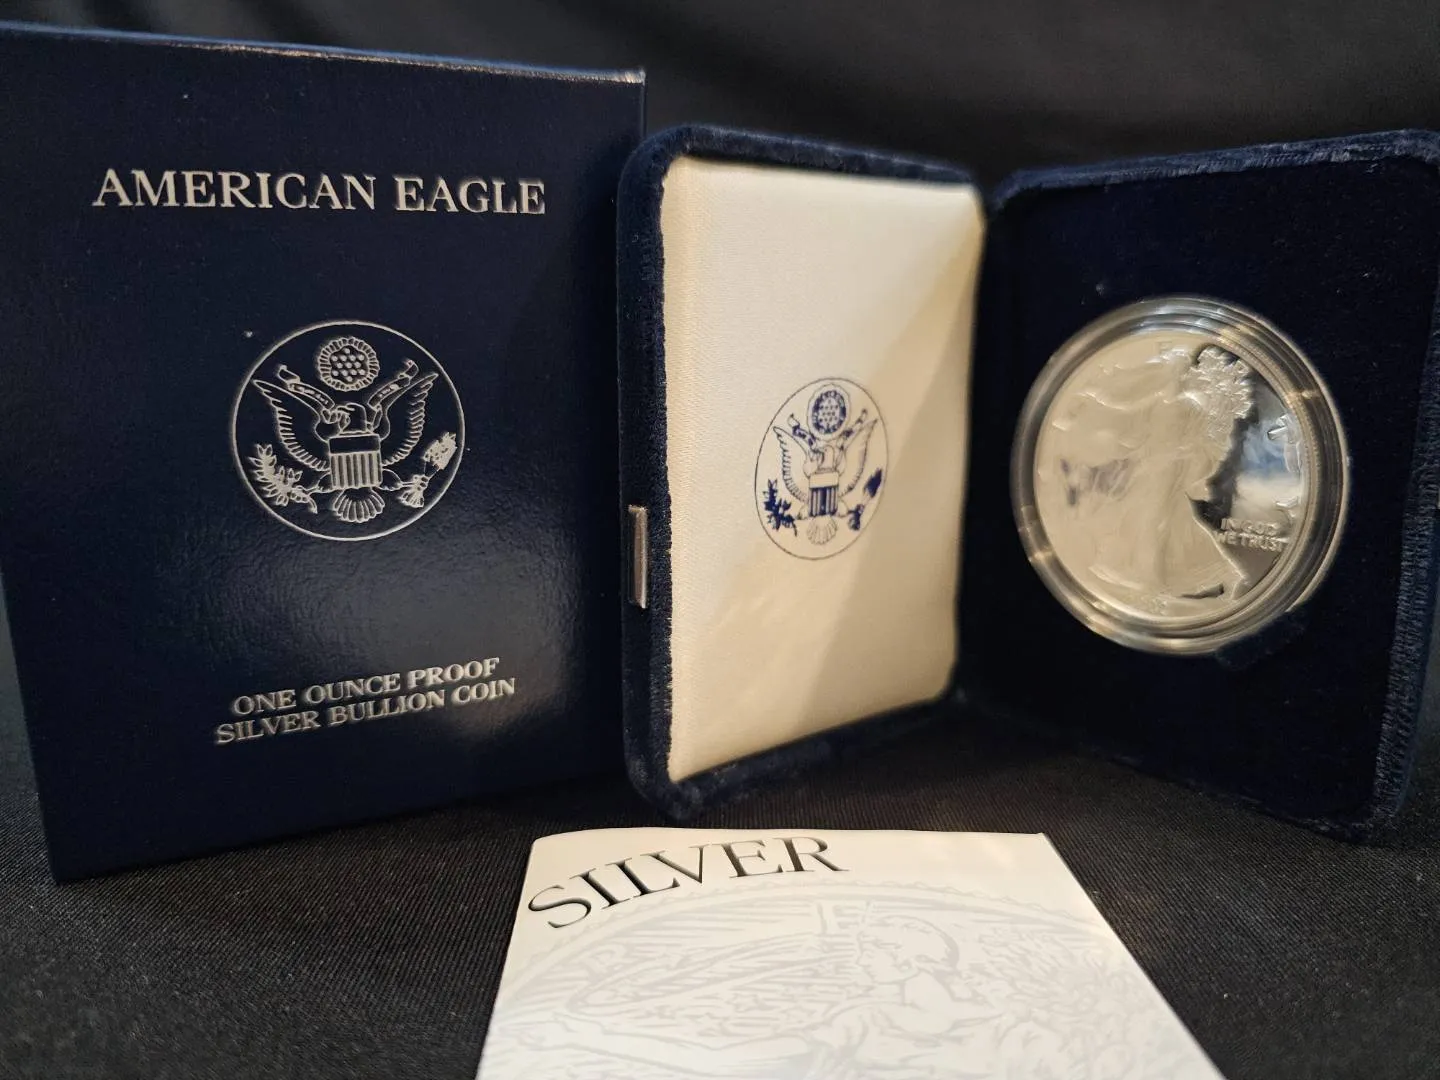 AMERICAN EAGLE
ONE OUNCE PROOF
SILVER BULLION COIN
IN GOD
WE TRUST
SILVER